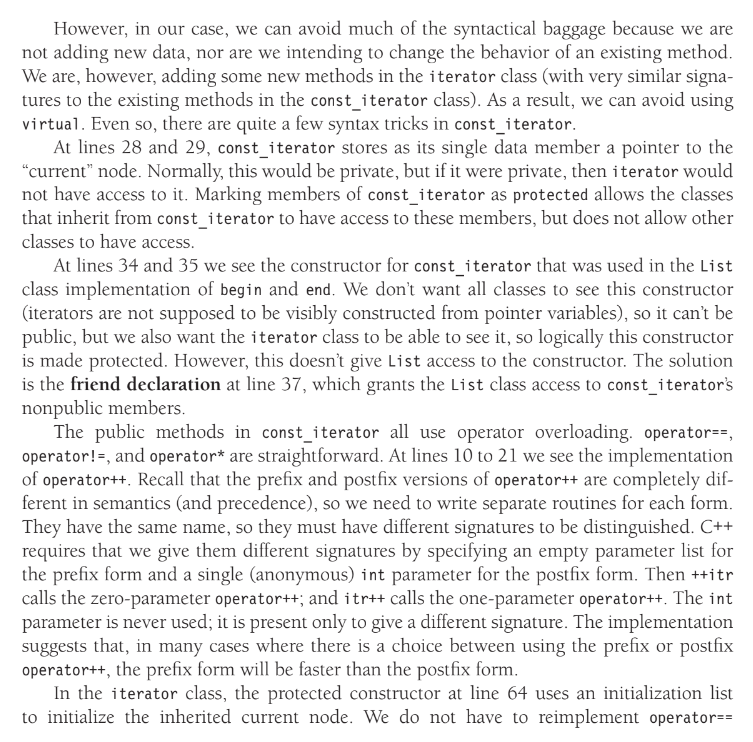 However, in our case, we can avoid much of the syntactical baggage because we are
not adding new data, nor are we intending to change the behavior of an existing method.
We are, however, adding some new methods in the iterator class (with very similar signa-
tures to the existing methods in the const_iterator class). As a result, we can avoid using
virtual. Even so, there are quite a few syntax tricks in const_iterator.
At lines 28 and 29, const_iterator stores as its single data member a pointer to the
“current” node. Normally, this would be private, but if it were private, then iterator would
not have access to it. Marking members of const_iterator as protected allows the classes
that inherit from const_iterator to have access to these members, but does not allow other
classes to have access.
At lines 34 and 35 we see the constructor for const_iterator that was used in the List
class implementation of begin and end. We don’t want all classes to see this constructor
(iterators are not supposed to be visibly constructed from pointer variables), so it can’t be
public, but we also want the iterator class to be able to see it, so logically this constructor
is made protected. However, this doesn’t give List access to the constructor. The solution
is the friend declaration at line 37, which grants the List class access to const_iterator’s
nonpublic members.
The public methods in const_iterator all use operator overloading. operator==,
operator!=, and operator* are straightforward. At lines 10 to 21 we see the implementation
of operator++. Recall that the prefix and postfix versions of operator++ are completely dif-
ferent in semantics (and precedence), so we need to write separate routines for each form.
They have the same name, so they must have different signatures to be distinguished. C++
requires that we give them different signatures by specifying an empty parameter list for
the prefix form and a single (anonymous) int parameter for the postfix form. Then ++itr
calls the zero-parameter operator++; and itr++ calls the one-parameter operator++. The int
parameter is never used; it is present only to give a different signature. The implementation
suggests that, in many cases where there is a choice between using the prefix or postfix
operator++, the prefix form will be faster than the postfix form.
In the iterator class, the protected constructor at line 64 uses an initialization list
to initialize the inherited current node. We do not have to reimplement operator==